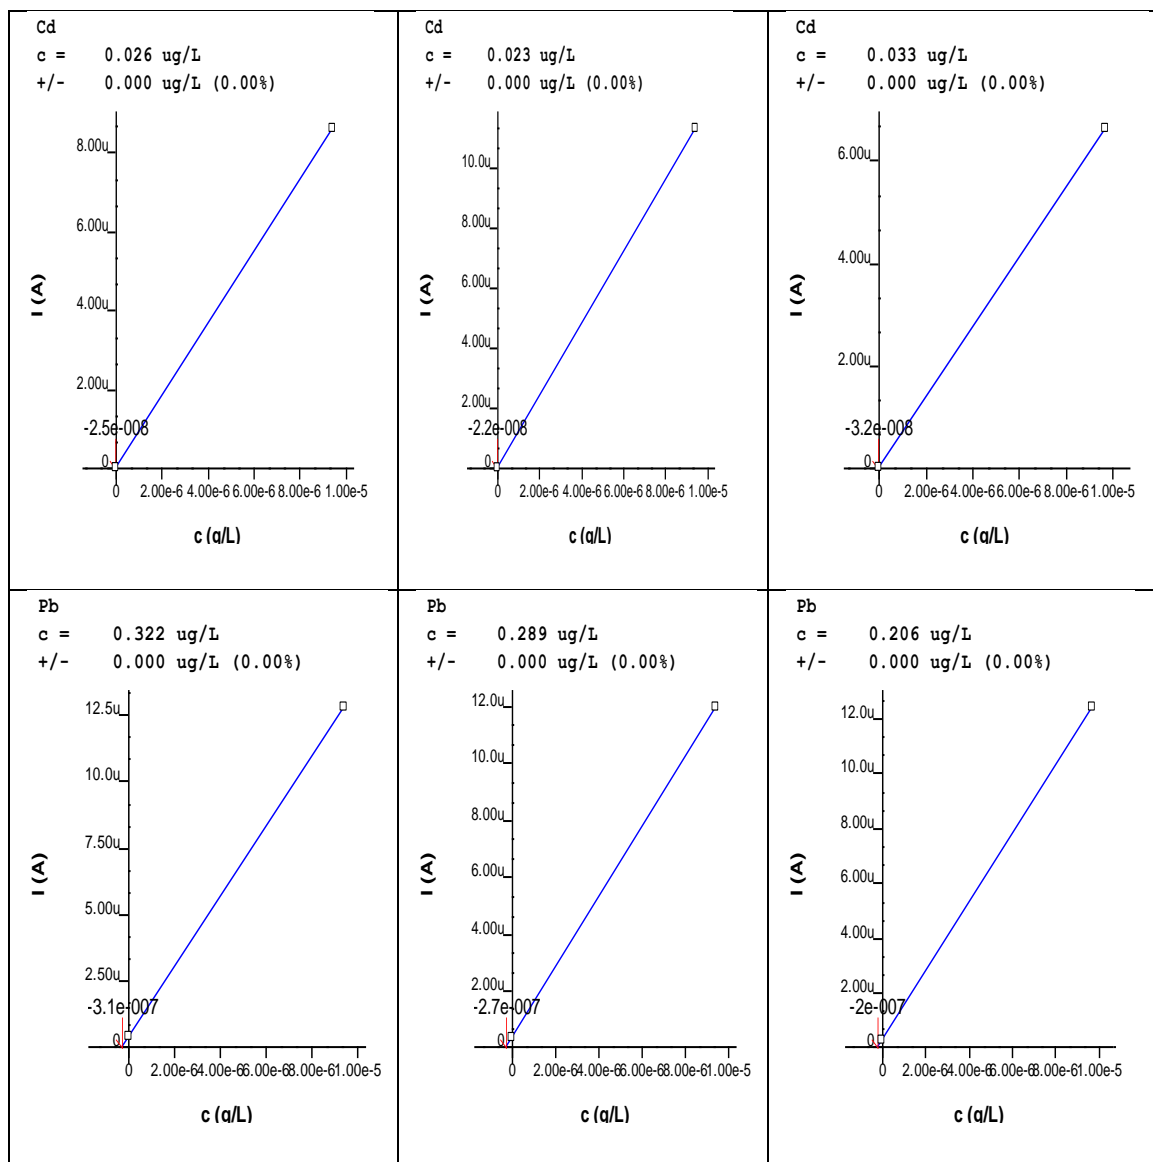 Cd
c = 0.026 ug/L
+/- 0.000 ug/L (0.00%)
8.00u
6.00u
4.00u
2.00u
0
-2.5e-008
I (A)
0 2.00e-6 4.00e-6 6.00e-6 8.00e-6 1.00e-5
c (g/L)
Cd
c = 0.023 ug/L
+/- 0.000 ug/L (0.00%)
10.0u
8.00u
6.00u
4.00u
2.00u
0
-2.2e-008
I (A)
0 2.00e-6 4.00e-6 6.00e-6 8.00e-6 1.00e-5
c (g/L)
Cd
c = 0.033 ug/L
+/- 0.000 ug/L (0.00%)
6.00u
4.00u
2.00u
0
-3.2e-008
I (A)
0 2.00e-6 4.00e-6 6.00e-6 8.00e-6 1.00e-5
c (g/L)
Pb
c = 0.322 ug/L
+/- 0.000 ug/L (0.00%)
12.5u
10.0u
7.50u
5.00u
2.50u
0
-3.1e-007
I (A)
0 2.00e-6 4.00e-6 6.00e-6 8.00e-6 1.00e-5
c (g/L)
Pb
c = 0.289 ug/L
+/- 0.000 ug/L (0.00%)
12.0u
10.0u
8.00u
6.00u
4.00u
2.00u
0
-2.7e-007
I (A)
0 2.00e-6 4.00e-6 6.00e-6 8.00e-6 1.00e-5
c (g/L)
Pb
c = 0.206 ug/L
+/- 0.000 ug/L (0.00%)
12.0u
10.0u
8.00u
6.00u
4.00u
2.00u
0
-2e-007
I (A)
0 2.00e-6 4.00e-6 6.00e-6 8.00e-6 1.00e-5
c (g/L)